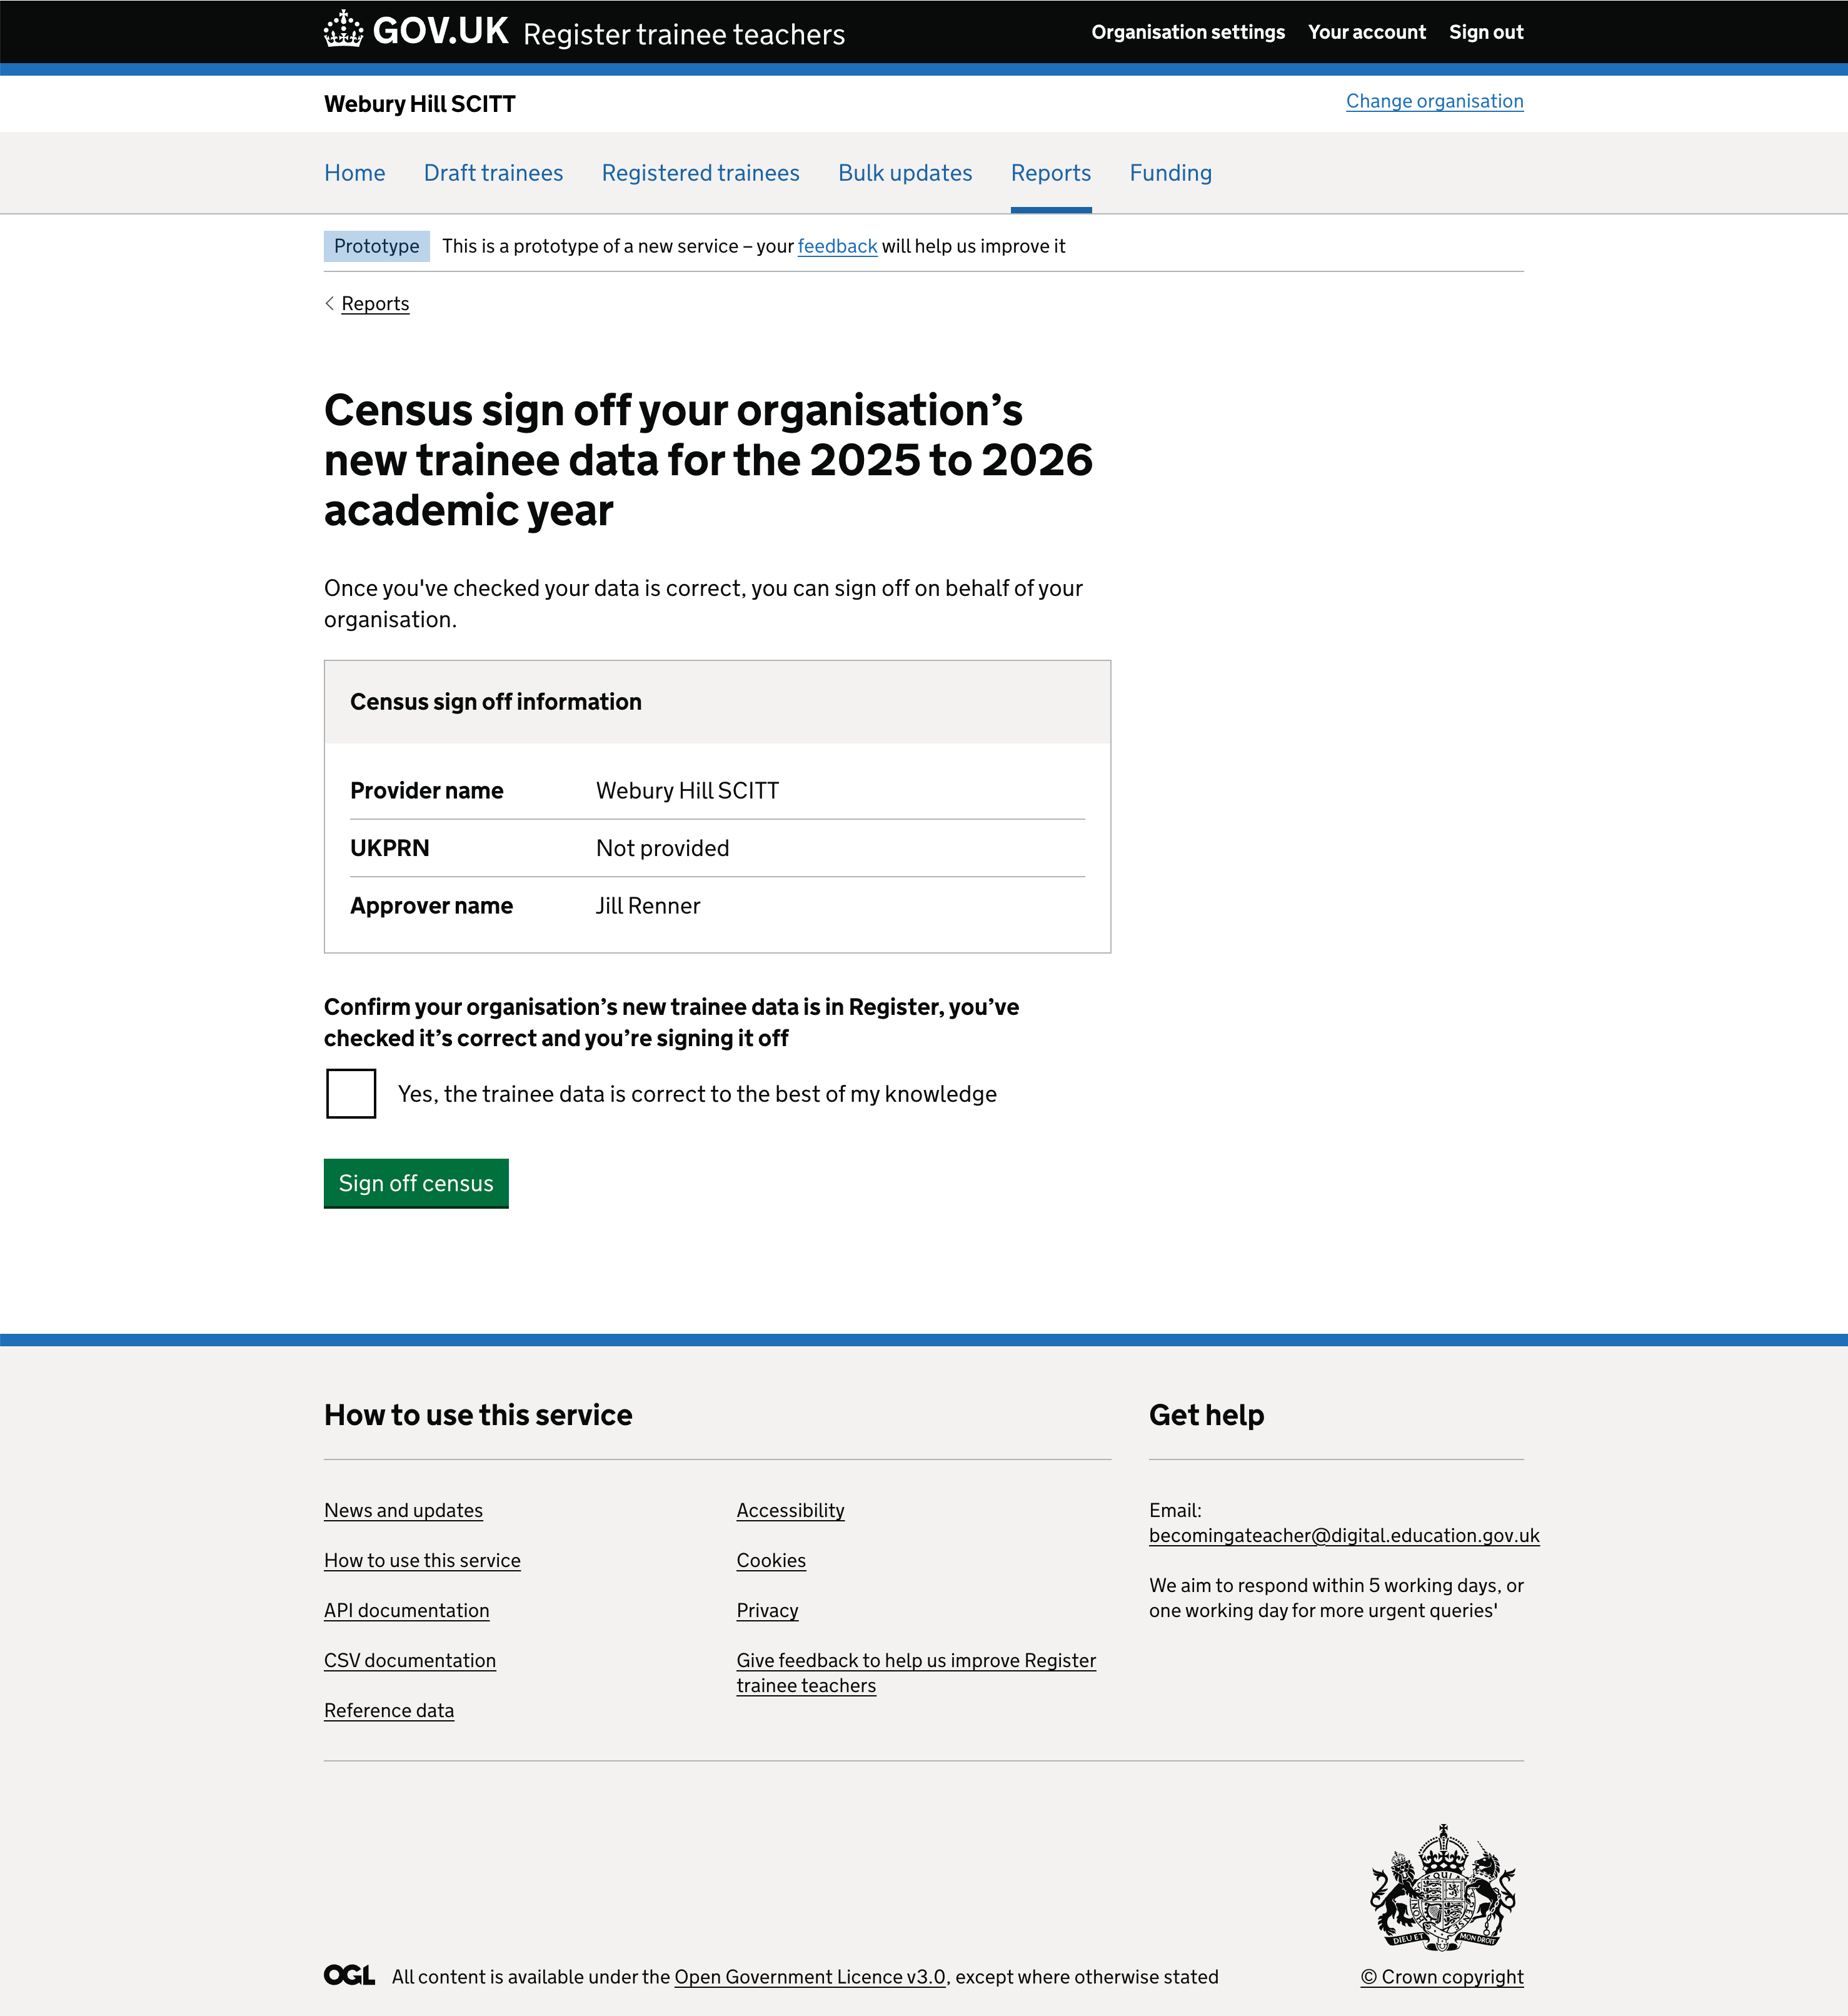 GOV.UK Register trainee teachers
Organisation settings Your account Sign out
Webury Hill SCITT
Change organisation
Home Draft trainees Registered trainees Bulk updates Reports Funding
Prototype This is a prototype of a new service – your feedback will help us improve it
Reports
Census sign off your organisation’s
new trainee data for the 2025 to 2026
academic year
Once you've checked your data is correct, you can sign off on behalf of your
organisation.
Census sign off information
Provider name Webury Hill SCITT
UKPRN Not provided
Approver name Jill Renner
Confirm your organisation’s new trainee data is in Register, you’ve
checked it’s correct and you’re signing it off
Yes, the trainee data is correct to the best of my knowledge
Sign off census
How to use this service
News and updates
How to use this service
API documentation
CSV documentation
Reference data
Accessibility
Cookies
Privacy
Give feedback to help us improve Register
trainee teachers
Get help
Email:
becomingateacher@digital.education.gov.uk
We aim to respond within 5 working days, or
one working day for more urgent queries'
DIEU ET MON DROIT
OGL All content is available under the Open Government Licence v3.0, except where otherwise stated
© Crown copyright